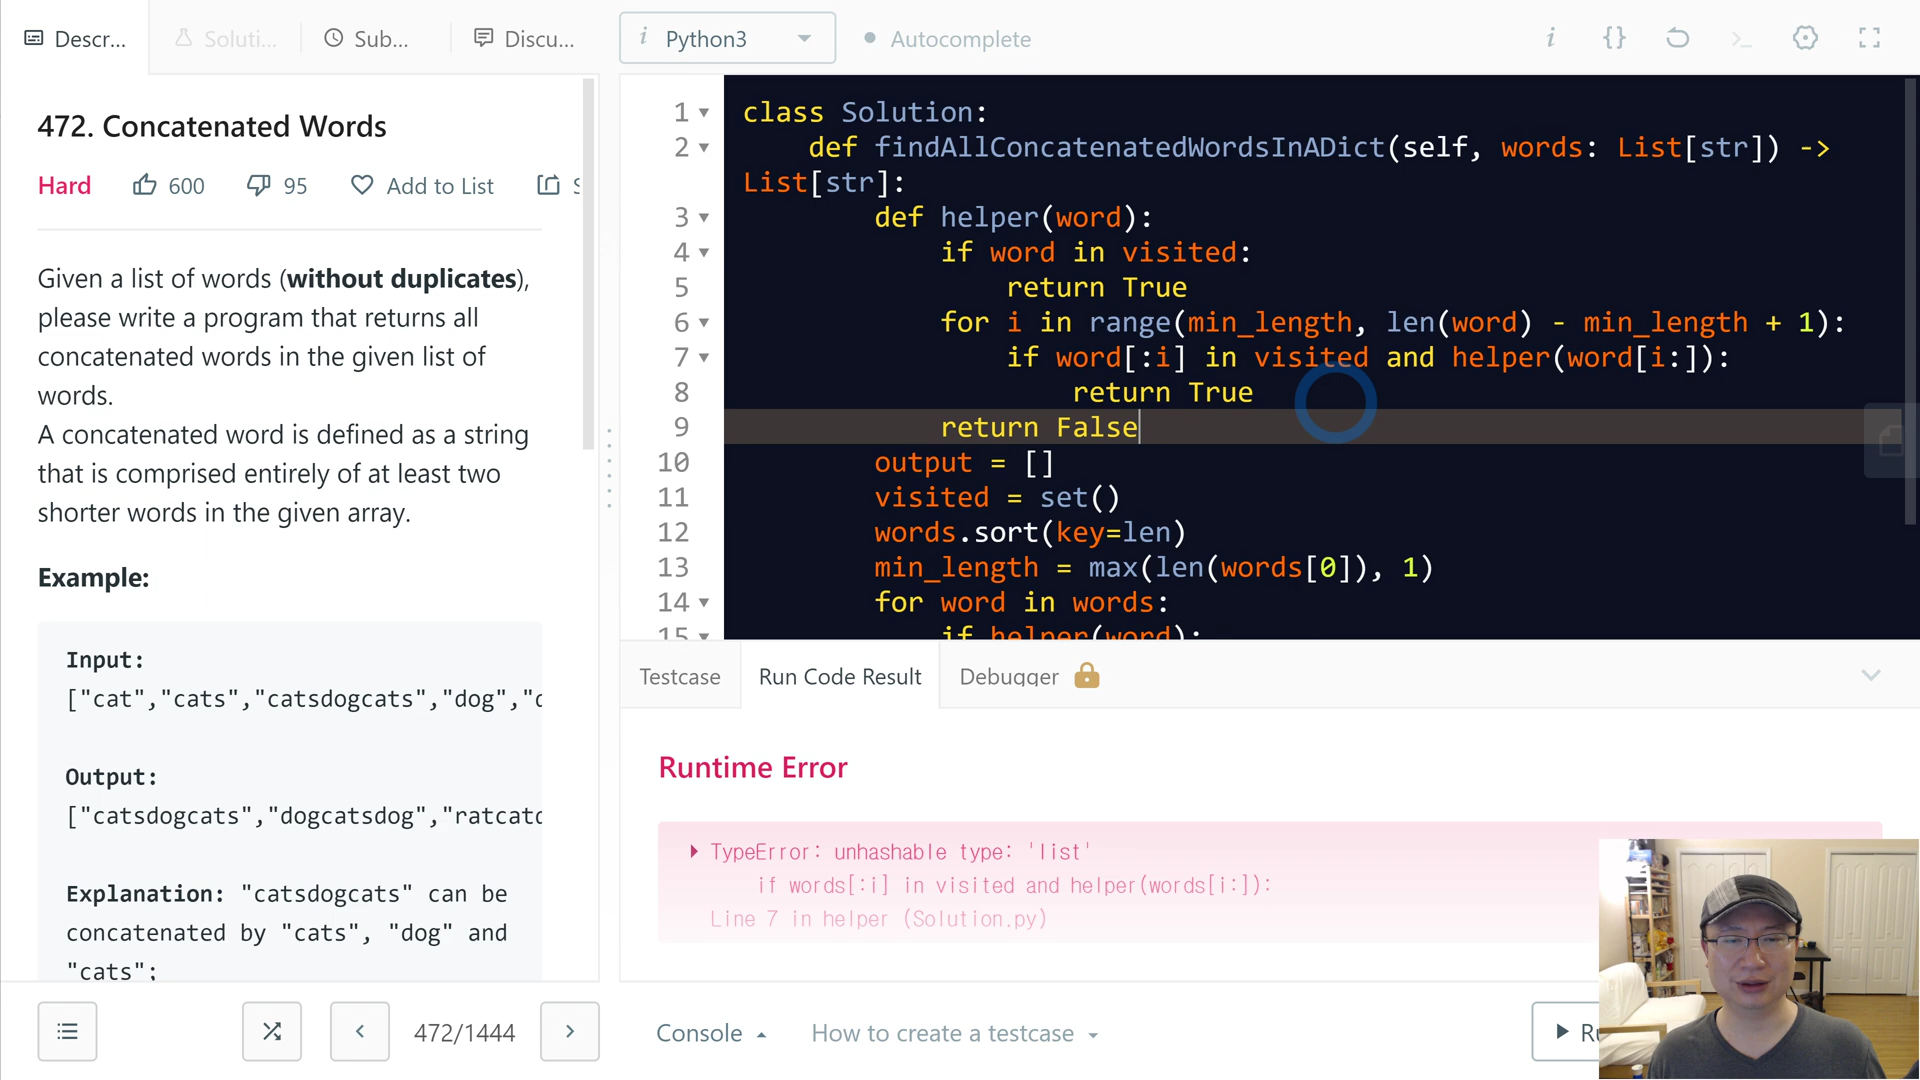 Descr...
Soluti...
Sub...
Discu...
i Python3
Autocomplete
i {} >_
472. Concatenated Words
Hard 600 95 Add to List S
Given a list of words (without duplicates),
please write a program that returns all
concatenated words in the given list of
words.
A concatenated word is defined as a string
that is comprised entirely of at least two
shorter words in the given array.
Example:
Input:
["cat","cats","catsdogcats","dog","d
Output:
["catsdogcats","dogcatsdog","ratcatd
Explanation: "catsdogcats" can be
concatenated by "cats", "dog" and
"cats";
472/1444
1 class Solution:
2 def findAllConcatenatedWordsInADict(self, words: List[str]) ->
List[str]:
3 def helper(word):
4 if word in visited:
5 return True
6 for i in range(min_length, len(word) - min_length + 1):
7 if word[:i] in visited and helper(word[i:]):
8 return True
9 return False
10 output = []
11 visited = set()
12 words.sort(key=len)
13 min_length = max(len(words[0]), 1)
14 for word in words:
15 if helper(word):
Testcase
Run Code Result
Debugger
Runtime Error
TypeError: unhashable type: 'list'
if words[:i] in visited and helper(words[i:]):
Line 7 in helper (Solution.py)
Console
How to create a testcase